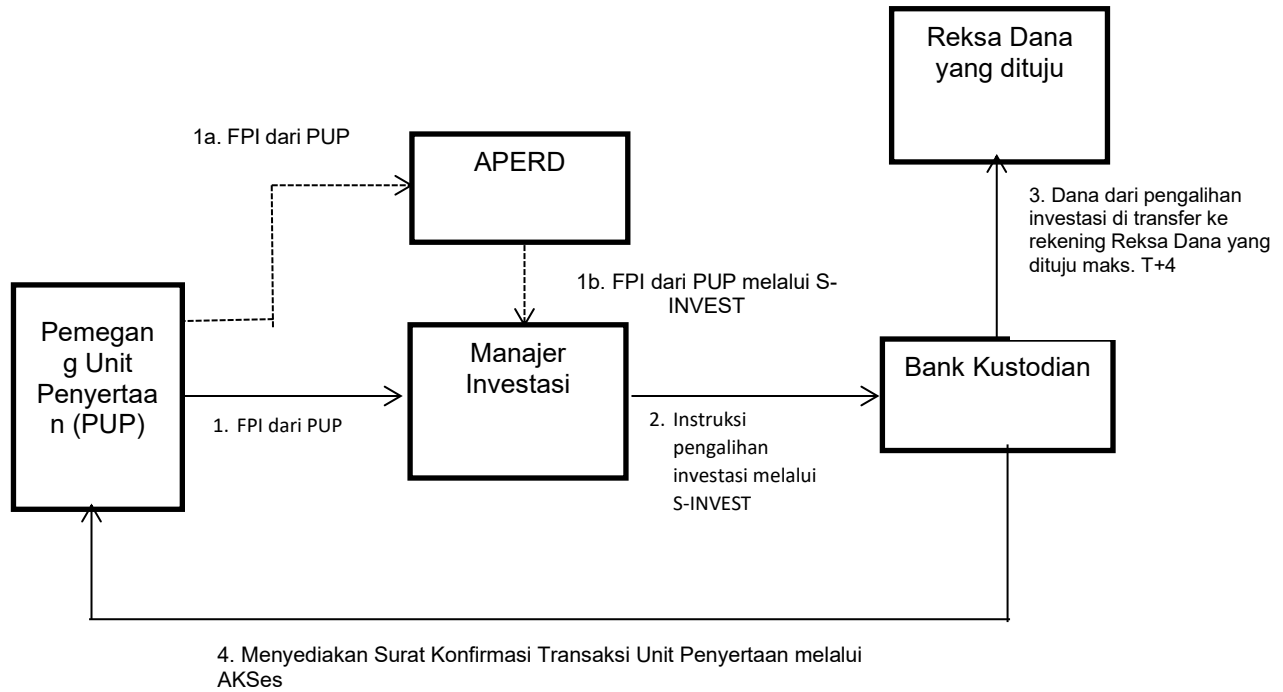 Reksa Dana
yang dituju
1a. FPI dari PUP
APERD
3. Dana dari pengalihan
investasi di transfer ke
rekening Reksa Dana yang
dituju maks. T+4
1b. FPI dari PUP melalui S-
INVEST
Pemegan
g Unit
Penyertaa
n (PUP)
Manajer
Investasi
Bank Kustodian
1. FPI dari PUP
2. Instruksi
pengalihan
investasi melalui
S-INVEST
4. Menyediakan Surat Konfirmasi Transaksi Unit Penyertaan melalui
AKSes